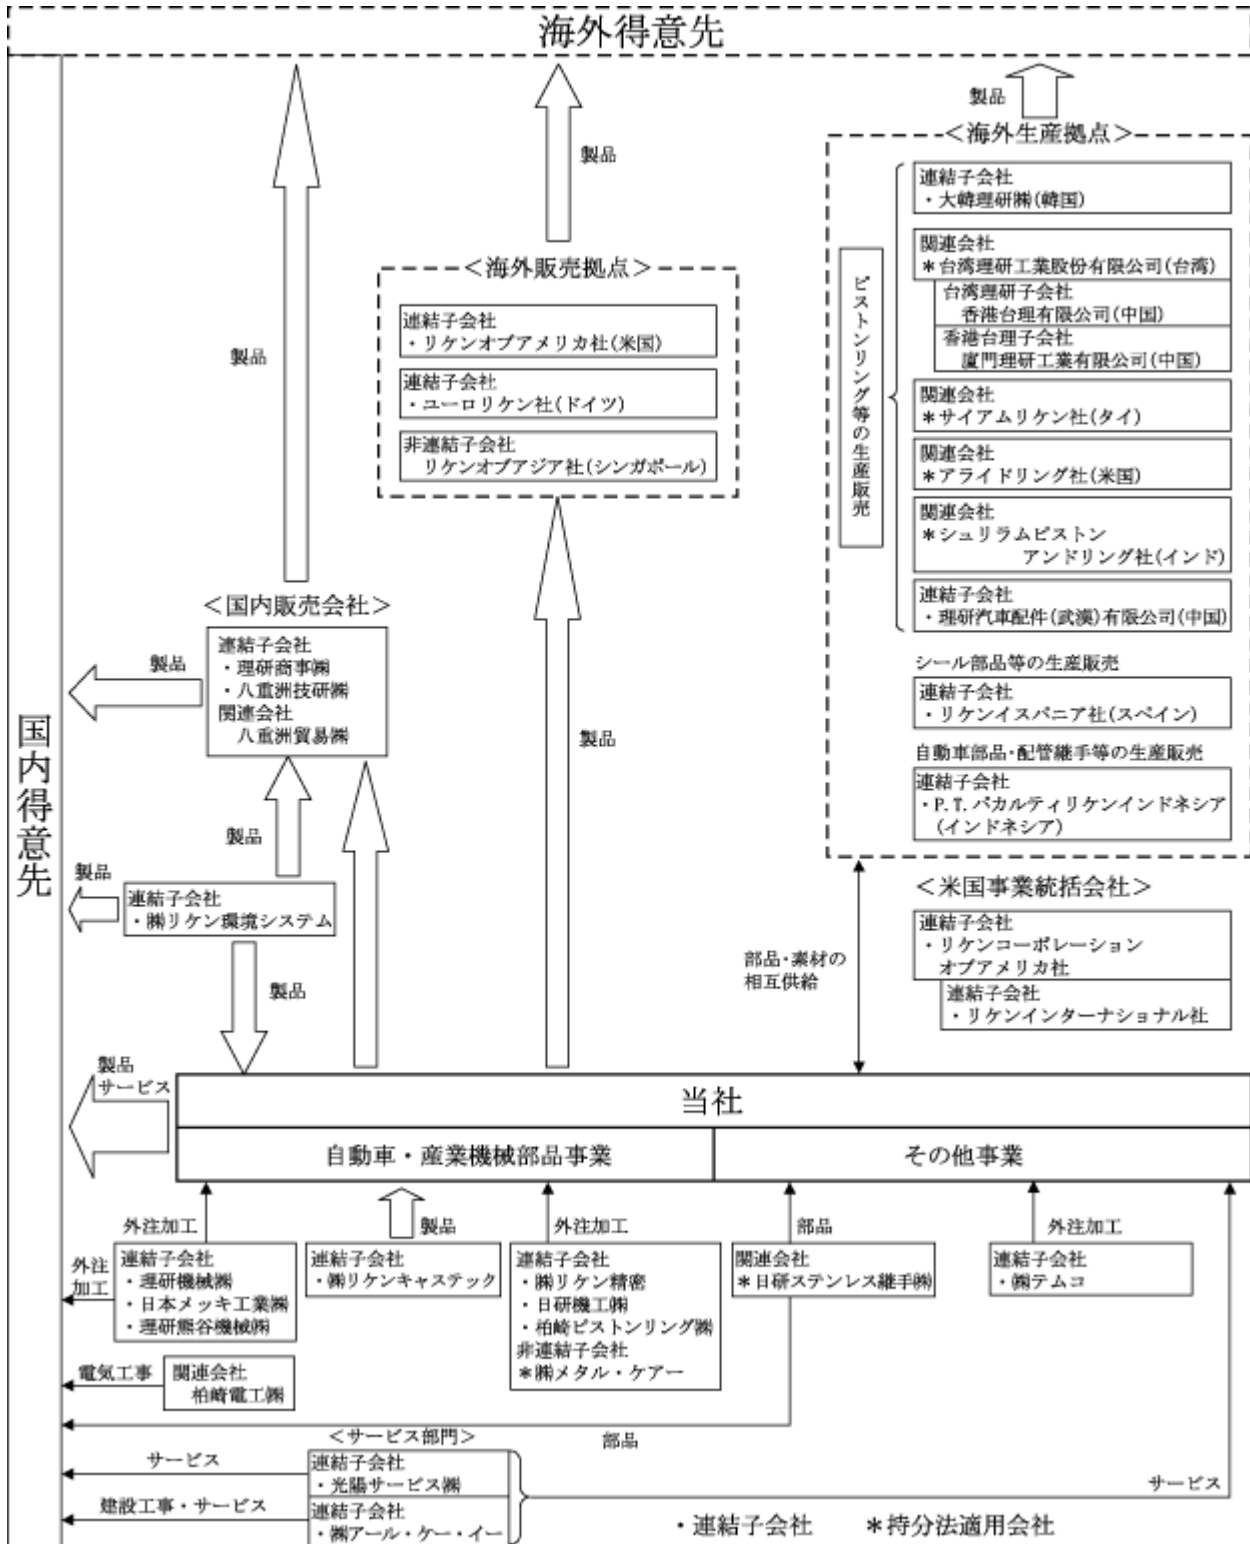 海外得意先
製品
製品
製品
＜海外生産拠点＞
連結子会社
・大韓理研㈱(韓国)
関連会社
＊台湾理研工業股份有限公司(台湾)
台湾理研子会社
香港台理有限公司(中国)
香港台理子会社
廈門理研工業有限公司(中国)
関連会社
＊サイアムリケン社(タイ)
関連会社
＊アライドリング社(米国)
関連会社
＊シュリラムピストン
アンドリング社(インド)
連結子会社
・理研汽車配件(武漢)有限公司(中国)
ピストンリング等の生産販売
シール部品等の生産販売
連結子会社
・リケンイスパニア社(スペイン)
自動車部品・配管継手等の生産販売
連結子会社
・P.T.パカルティリケンインドネシア
(インドネシア)
＜海外販売拠点＞
連結子会社
・リケンオブアメリカ社(米国)
連結子会社
・ユーロリケン社(ドイツ)
非連結子会社
リケンオブアジア社(シンガポール)
＜国内販売会社＞
連結子会社
・理研商事㈱
・八重洲技研㈱
関連会社
八重洲貿易㈱
製品
製品
国内得意先
製品
製品
連結子会社
・㈱リケン環境システム
製品
＜米国事業統括会社＞
連結子会社
・リケンコーポレーション
オブアメリカ社
連結子会社
・リケンインターナショナル社
部品・素材の
相互供給
製品
サービス
当社
自動車・産業機械部品事業
その他事業
外注加工
製品
外注加工
部品
外注加工
外注
加工
連結子会社
・理研機械㈱
・日本メッキ工業㈱
・理研熊谷機械㈱
連結子会社
・㈱リケンキャステック
連結子会社
・㈱リケン精密
・日研機工㈱
・柏崎ピストンリング㈱
非連結子会社
＊㈱メタル・ケアー
関連会社
＊日研ステンレス継手㈱
連結子会社
・㈱テムコ
電気工事
関連会社
柏崎電工㈱
部品
＜サービス部門＞
サービス
連結子会社
・光陽サービス㈱
建設工事・サービス
連結子会社
・㈱アール・ケー・イー
サービス
・連結子会社
＊持分法適用会社